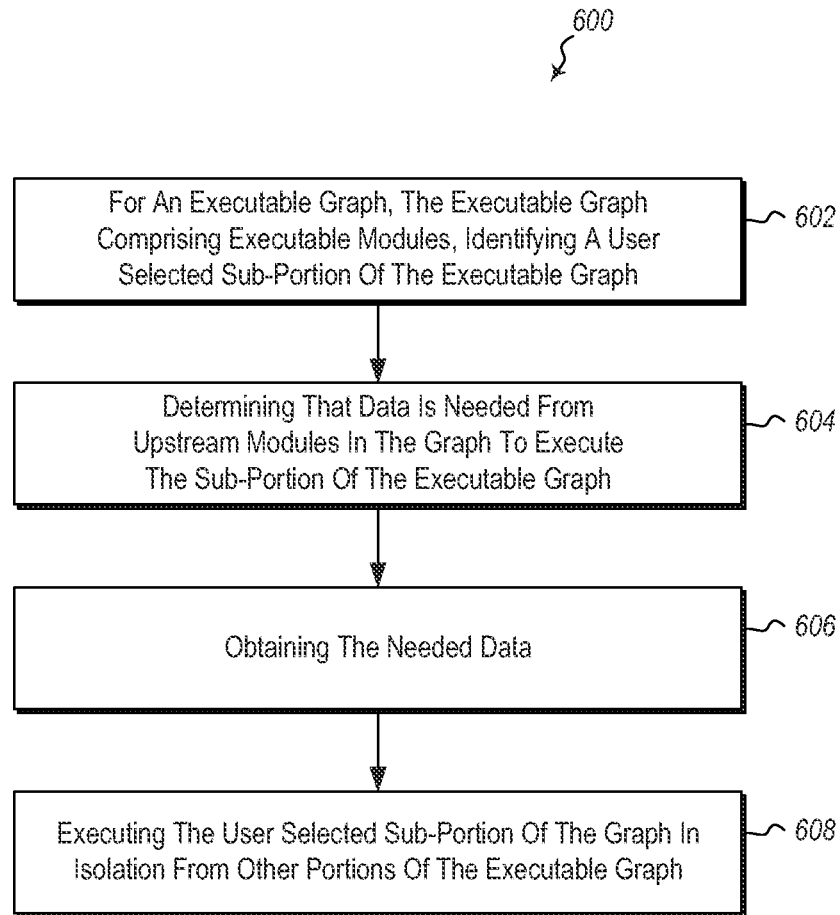 600
For An Executable Graph, The Executable Graph
Comprising Executable Modules, Identifying A User
Selected Sub-Portion Of The Executable Graph
602
Determining That Data Is Needed From
Upstream Modules In The Graph To Execute
The Sub-Portion Of The Executable Graph
604
Obtaining The Needed Data
606
Executing The User Selected Sub-Portion Of The Graph In
Isolation From Other Portions Of The Executable Graph
608